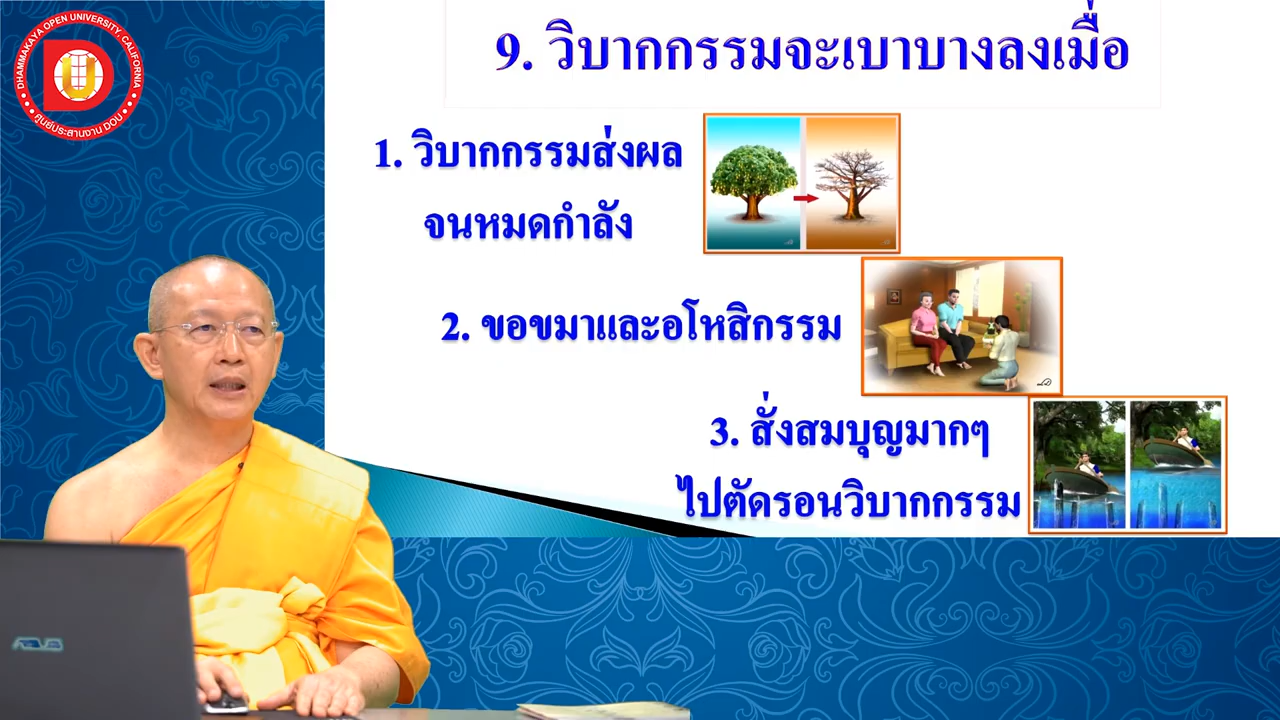 DHAMMAKAYA OPEN UNIVERSITY, CALIFORNIA
DU
ศูนย์ประสานงาน DOU
9. วิบากกรรมจะเบาบางลงเมื่อ
1. วิบากกรรมส่งผล
จนหมดกำลัง
2. ขอขมาและอโหสิกรรม
3. สั่งสมบุญมากๆ
ไปตัดรอนวิบากกรรม
ASUS